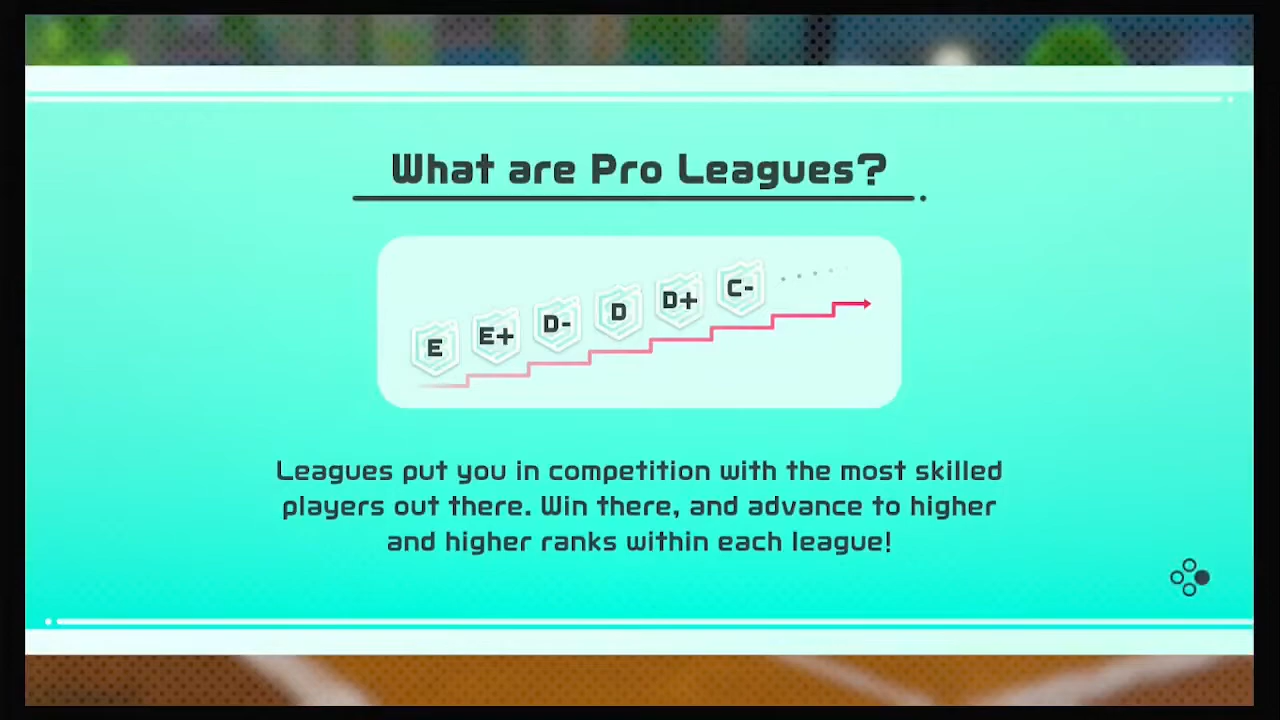 What are Pro Leagues?
E E+ D- D D+ C-
Leagues put you in competition with the most skilled
players out there. Win there, and advance to higher
and higher ranks within each league!